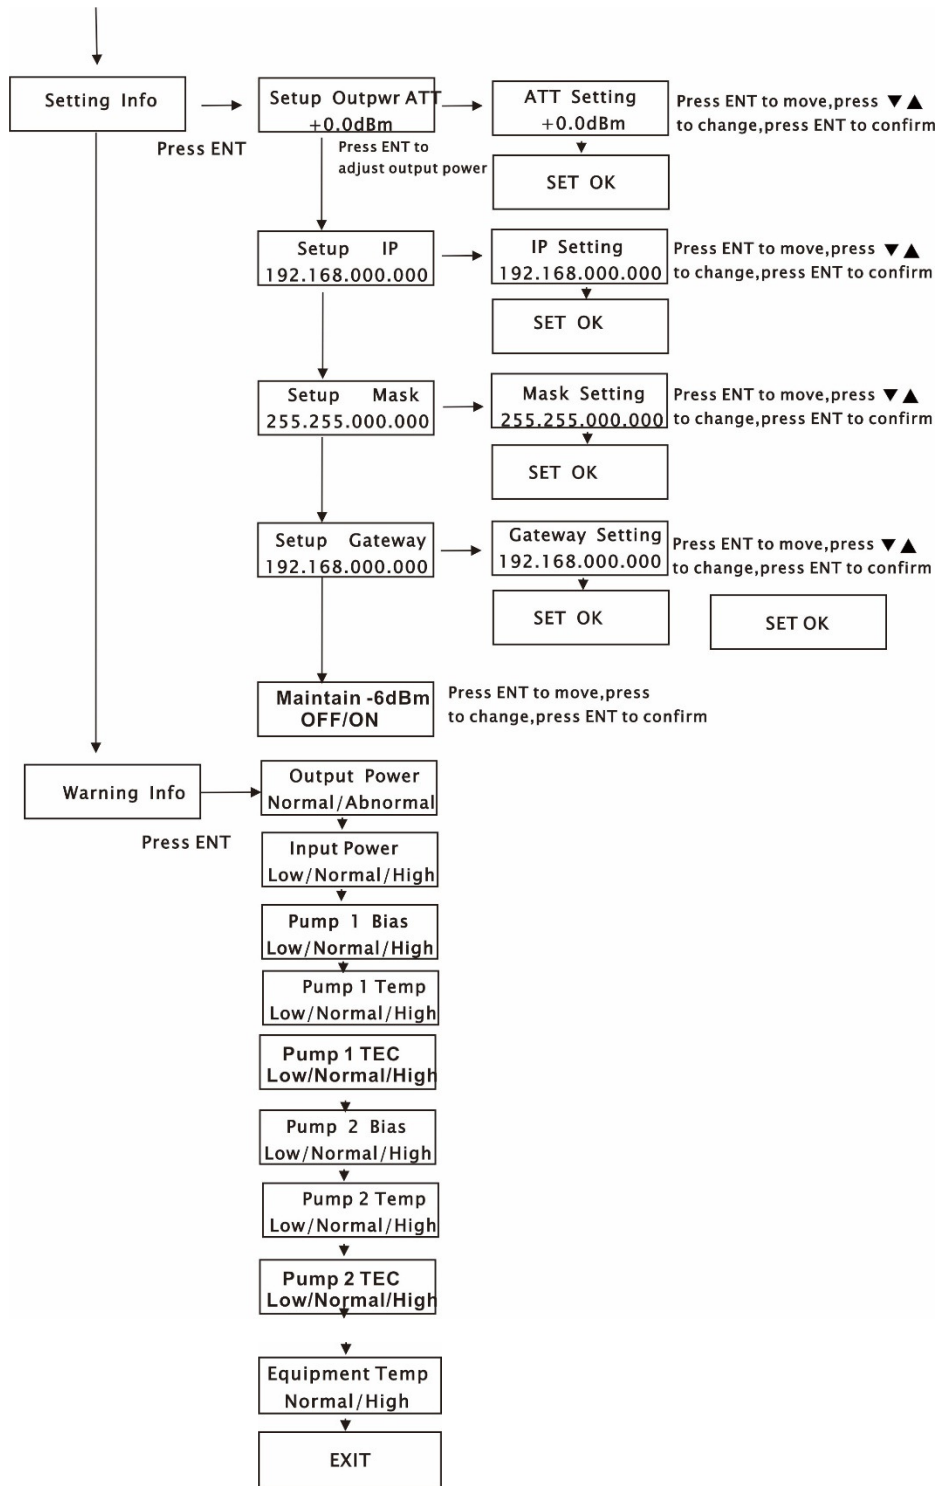 Setting Info
Press ENT
Setup Outpwr ATT
+0.0dBm
Press ENT to
adjust output power
ATT Setting
+0.0dBm
Press ENT to move,press ▼▲
to change,press ENT to confirm
SET OK
Setup IP
192.168.000.000
IP Setting
192.168.000.000
Press ENT to move,press ▼▲
to change,press ENT to confirm
SET OK
Setup Mask
255.255.000.000
Mask Setting
255.255.000.000
Press ENT to move,press ▼▲
to change,press ENT to confirm
SET OK
Setup Gateway
192.168.000.000
Gateway Setting
192.168.000.000
Press ENT to move,press ▼▲
to change,press ENT to confirm
SET OK
SET OK
Maintain -6dBm
OFF/ON
Press ENT to move,press
to change,press ENT to confirm
Warning Info
Press ENT
Output Power
Normal/Abnormal
Input Power
Low/Normal/High
Pump 1 Bias
Low/Normal/High
Pump 1 Temp
Low/Normal/High
Pump 1 TEC
Low/Normal/High
Pump 2 Bias
Low/Normal/High
Pump 2 Temp
Low/Normal/High
Pump 2 TEC
Low/Normal/High
Equipment Temp
Normal/High
EXIT